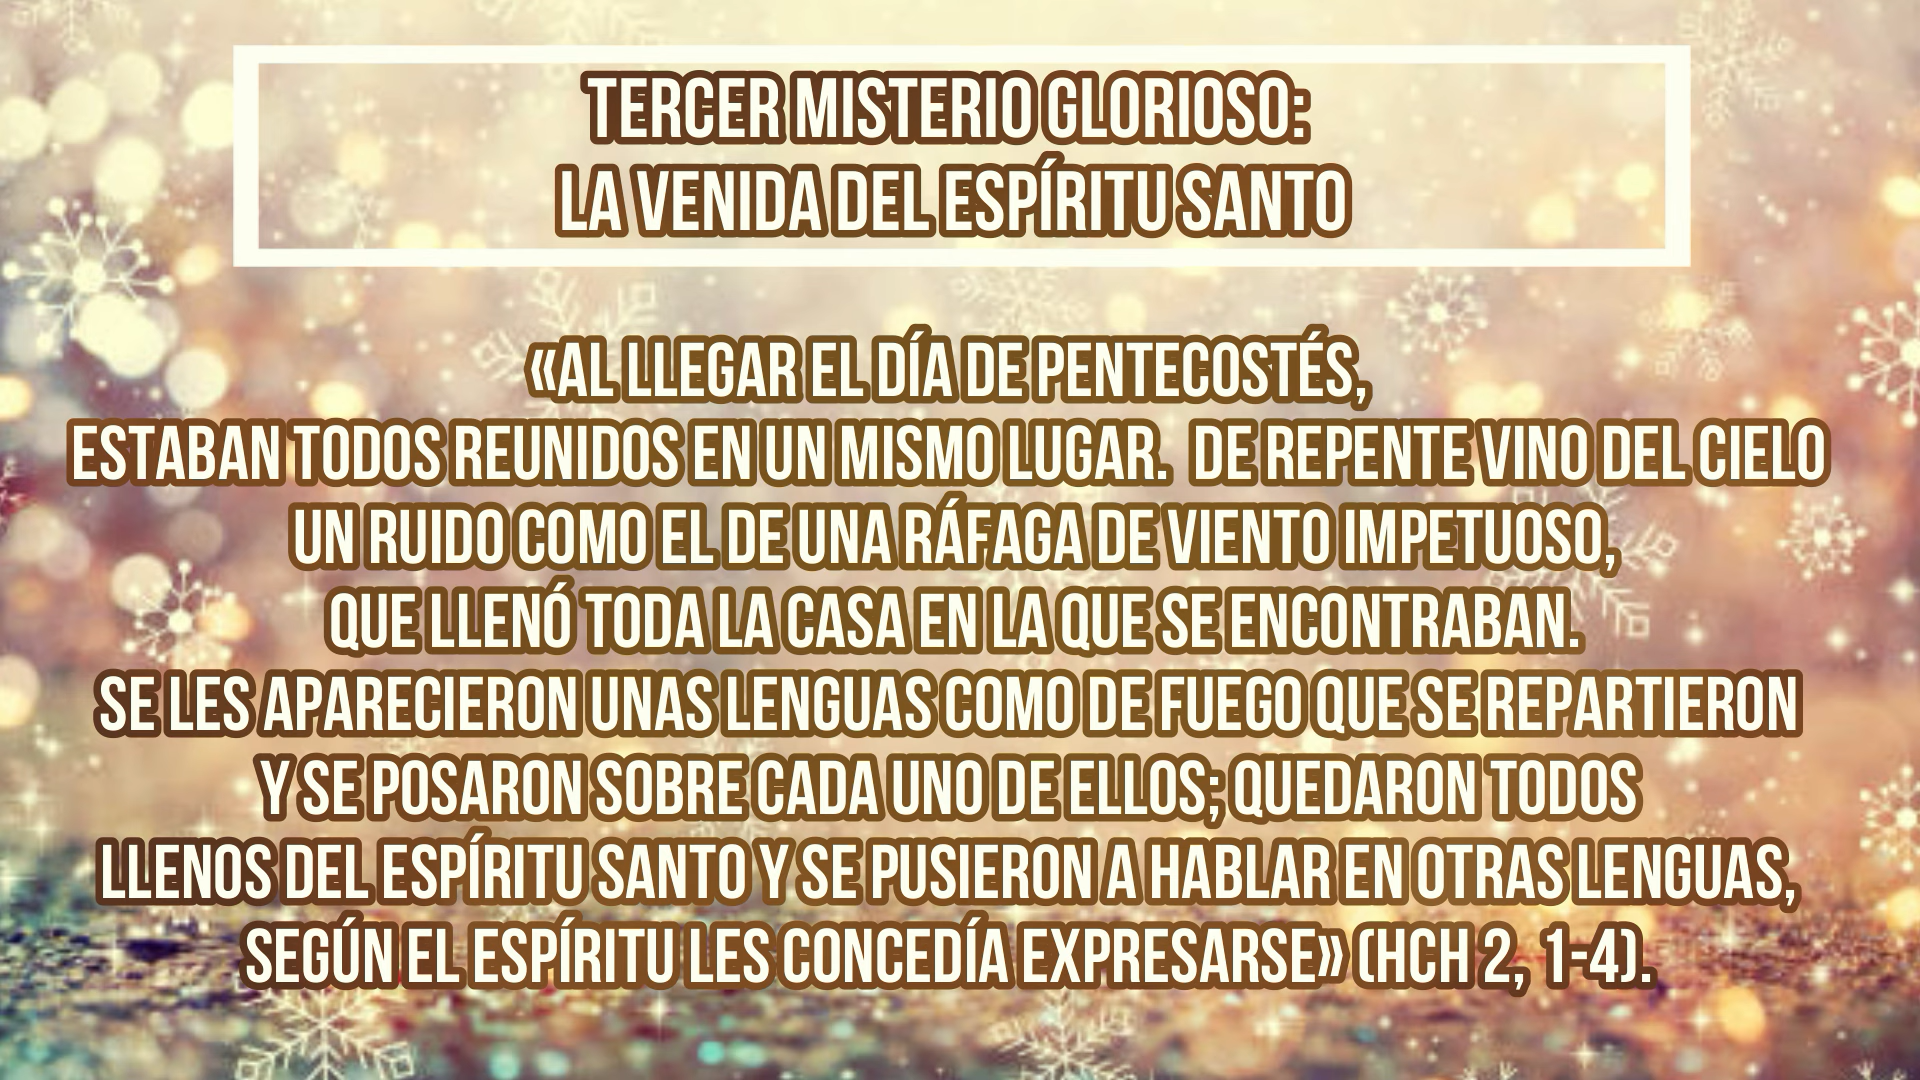 TERCER MISTERIO GLORIOSO:
LA VENIDA DEL ESPÍRITU SANTO
«AL LLEGAR EL DÍA DE PENTECOSTÉS,
ESTABAN TODOS REUNIDOS EN UN MISMO LUGAR. DE REPENTE VINO DEL CIELO
UN RUIDO COMO EL DE UNA RÁFAGA DE VIENTO IMPETUOSO,
QUE LLENÓ TODA LA CASA EN LA QUE SE ENCONTRABAN.
SE LES APARECIERON UNAS LENGUAS COMO DE FUEGO QUE SE REPARTIERON
Y SE POSARON SOBRE CADA UNO DE ELLOS; QUEDARON TODOS
LLENOS DEL ESPÍRITU SANTO Y SE PUSIERON A HABLAR EN OTRAS LENGUAS,
SEGÚN EL ESPÍRITU LES CONCEDÍA EXPRESARSE» (HCH 2, 1-4).